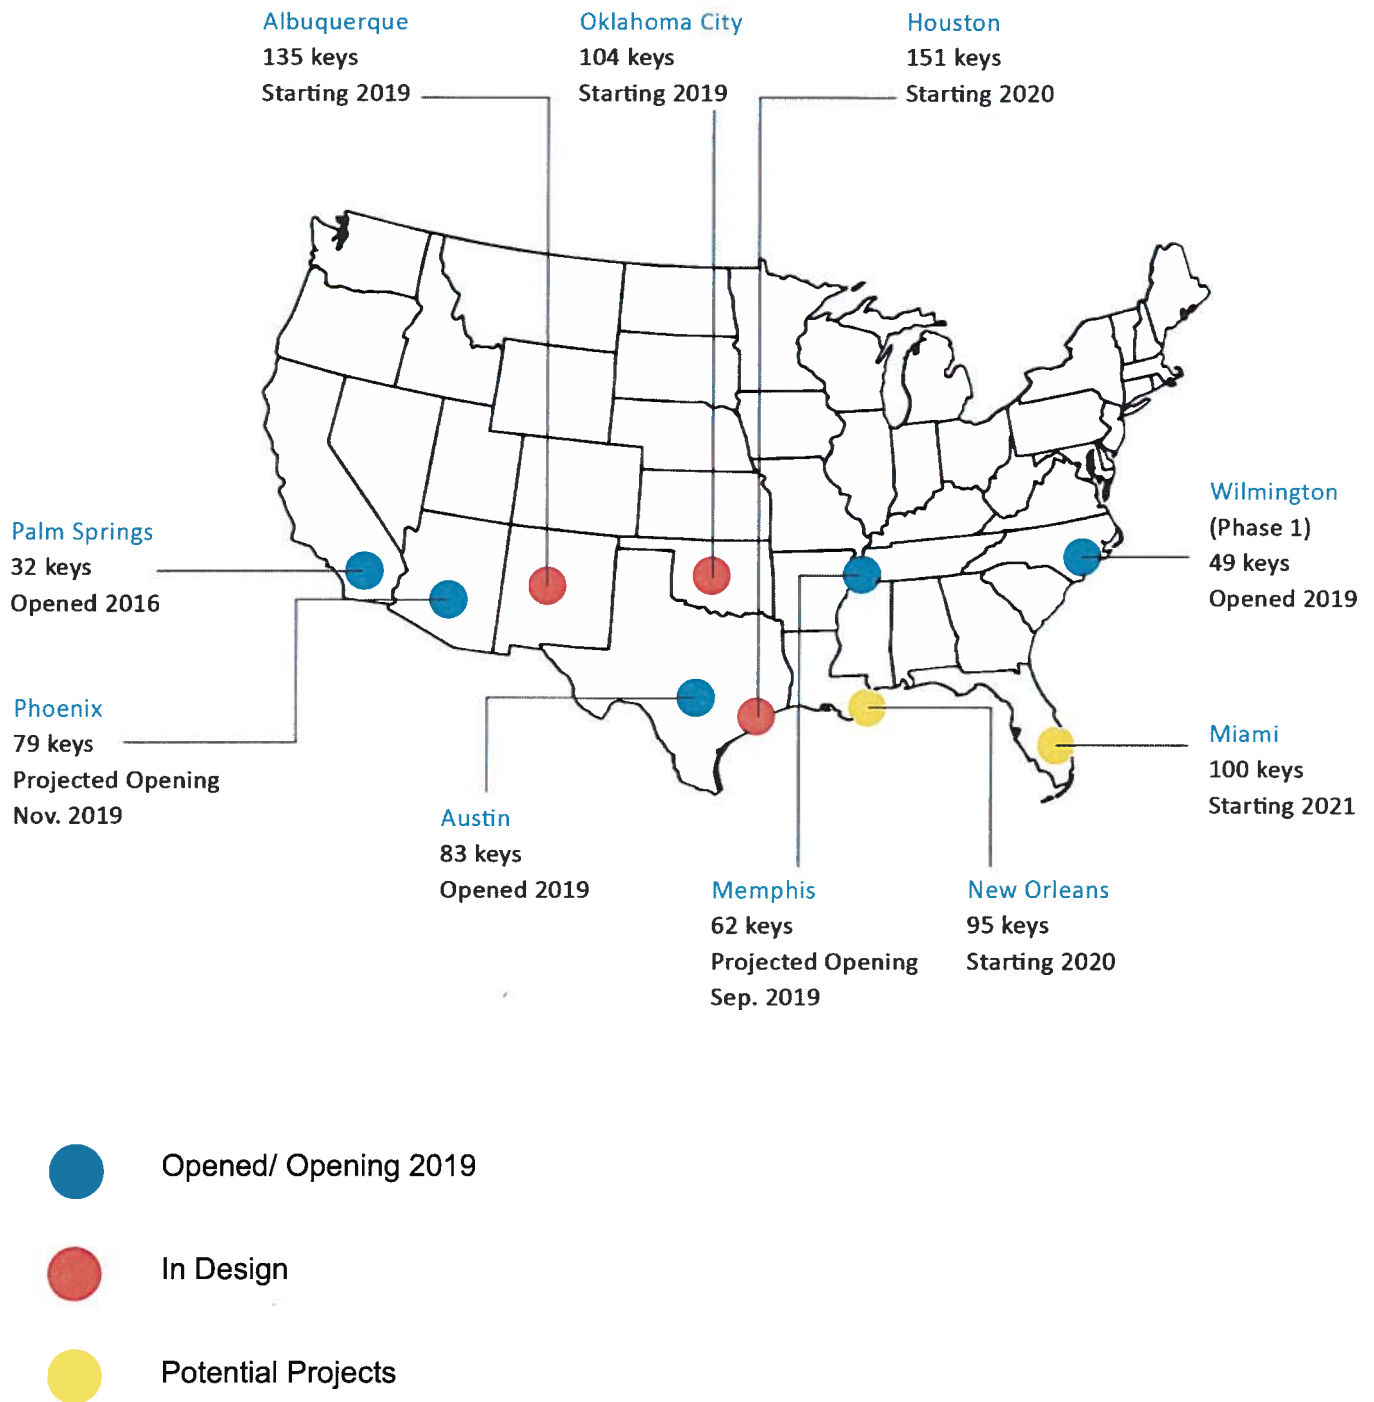 Albuquerque
135 keys
Starting 2019
Oklahoma City
104 keys
Starting 2019
Houston
151 keys
Starting 2020
Palm Springs
32 keys
Opened 2016
Wilmington
(Phase 1)
49 keys
Opened 2019
Phoenix
79 keys
Projected Opening
Nov. 2019
Miami
100 keys
Starting 2021
Austin
83 keys
Opened 2019
Memphis
62 keys
Projected Opening
Sep. 2019
New Orleans
95 keys
Starting 2020
Opened/ Opening 2019
In Design
Potential Projects